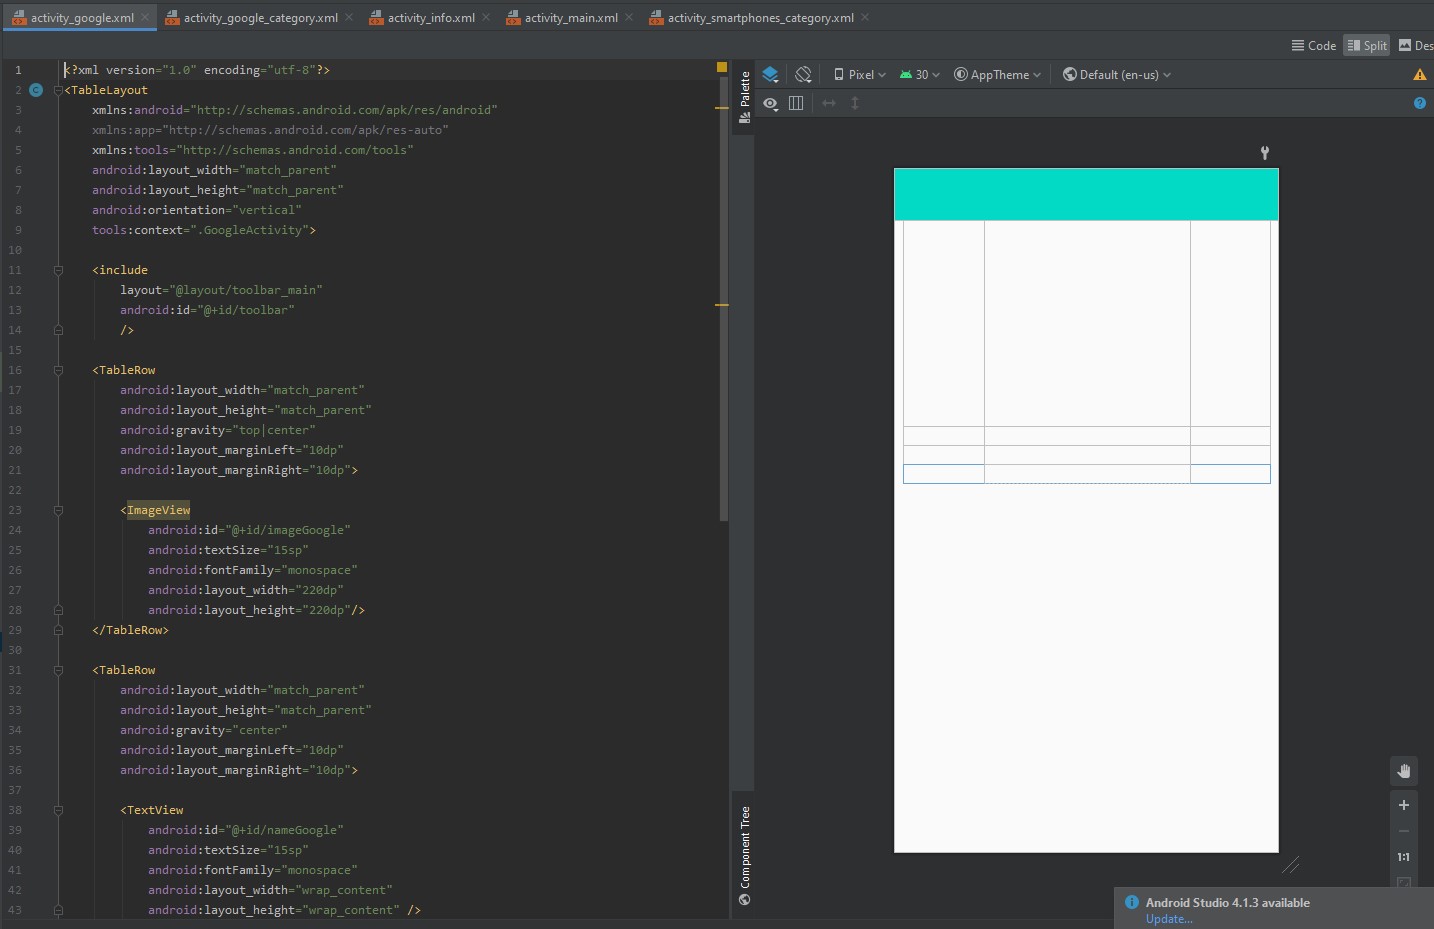 activity_google.xml
activity_google_category.xml
activity_info.xml
activity_main.xml
activity_smartphones_category.xml
Code
Split
Des
1 <?xml version="1.0" encoding="utf-8"?>
2 <TableLayout
3 xmlns:android="http://schemas.android.com/apk/res/android"
4 xmlns:app="http://schemas.android.com/apk/res-auto"
5 xmlns:tools="http://schemas.android.com/tools"
6 android:layout_width="match_parent"
7 android:layout_height="match_parent"
8 android:orientation="vertical"
9 tools:context=".GoogleActivity">
10
11 <include
12 layout="@layout/toolbar_main"
13 android:id="@+id/toolbar"
14 />
15
16 <TableRow
17 android:layout_width="match_parent"
18 android:layout_height="match_parent"
19 android:gravity="top|center"
20 android:layout_marginLeft="10dp"
21 android:layout_marginRight="10dp">
22
23 <ImageView
24 android:id="@+id/imageGoogle"
25 android:textSize="15sp"
26 android:fontFamily="monospace"
27 android:layout_width="220dp"
28 android:layout_height="220dp"/>
29 </TableRow>
30
31 <TableRow
32 android:layout_width="match_parent"
33 android:layout_height="match_parent"
34 android:gravity="center"
35 android:layout_marginLeft="10dp"
36 android:layout_marginRight="10dp">
37
38 <TextView
39 android:id="@+id/nameGoogle"
40 android:textSize="15sp"
41 android:fontFamily="monospace"
42 android:layout_width="wrap_content"
43 android:layout_height="wrap_content" />
C
Palette
Component Tree
Pixel
30
AppTheme
Default (en-us)
?
1:1
Android Studio 4.1.3 available
Update...